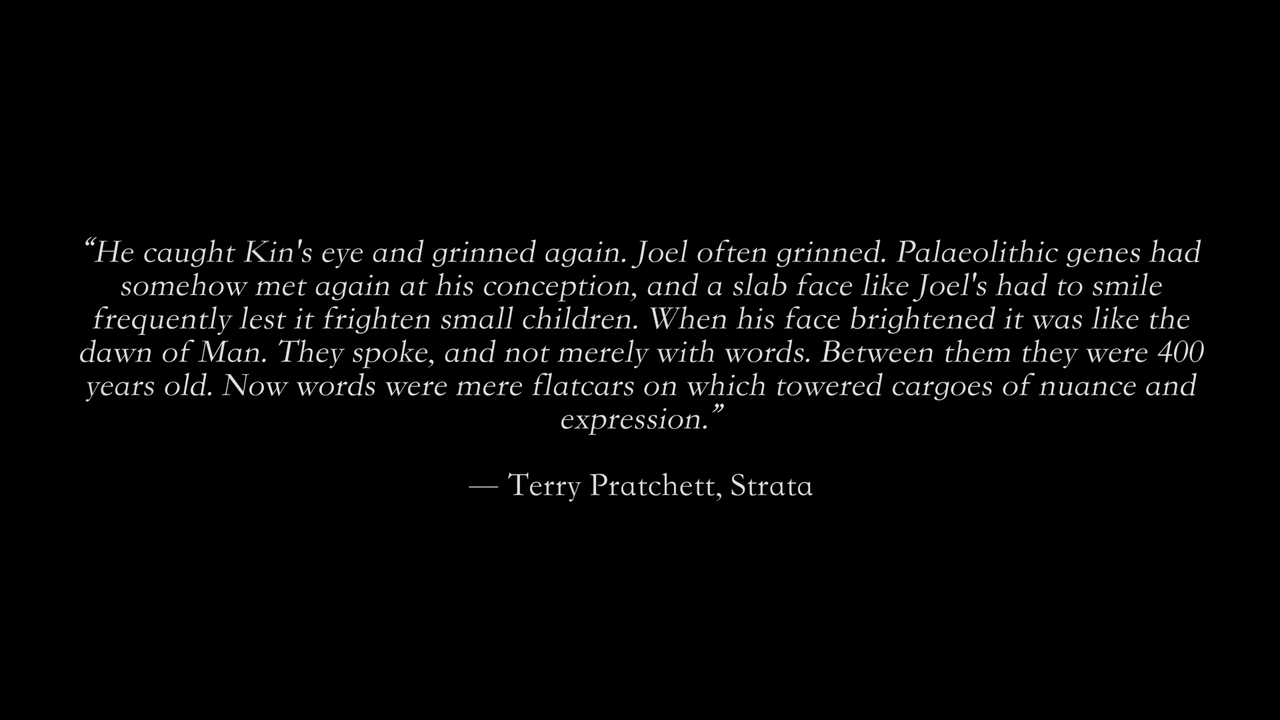 “He caught Kin's eye and grinned again. Joel often grinned. Palaeolithic genes had
somehow met again at his conception, and a slab face like Joel's had to smile
frequently lest it frighten small children. When his face brightened it was like the
dawn of Man. They spoke, and not merely with words. Between them they were 400
years old. Now words were mere flatcars on which towered cargoes of nuance and
expression.”
— Terry Pratchett, Strata